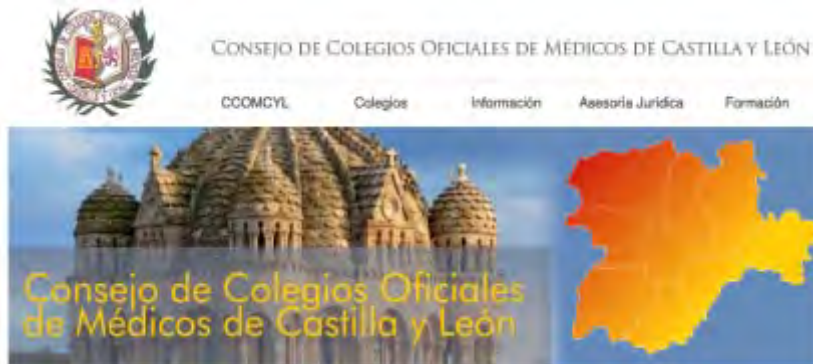 CONSEJO DE COLEGIOS OFICIALES DE MÉDICOS DE CASTILLA Y LEÓN
CCOMCYL Colegios Información Asesoría Jurídica Formación
Consejo de Colegios Oficiales
de Médicos de Castilla y León